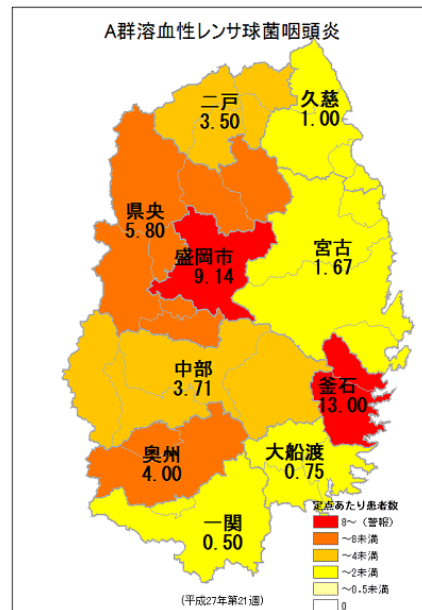 A群溶血性レンサ球菌咽頭炎
二戸
3.50
久慈
1.00
県央
5.80
盛岡市
9.14
宮古
1.67
中部
3.71
釜石
13.00
奥州
4.00
大船渡
0.75
一関
0.50
定点あたり患者数
8～（警報）
～8未満
～4未満
～2未満
～0.5未満
0
(平成27年第21週)